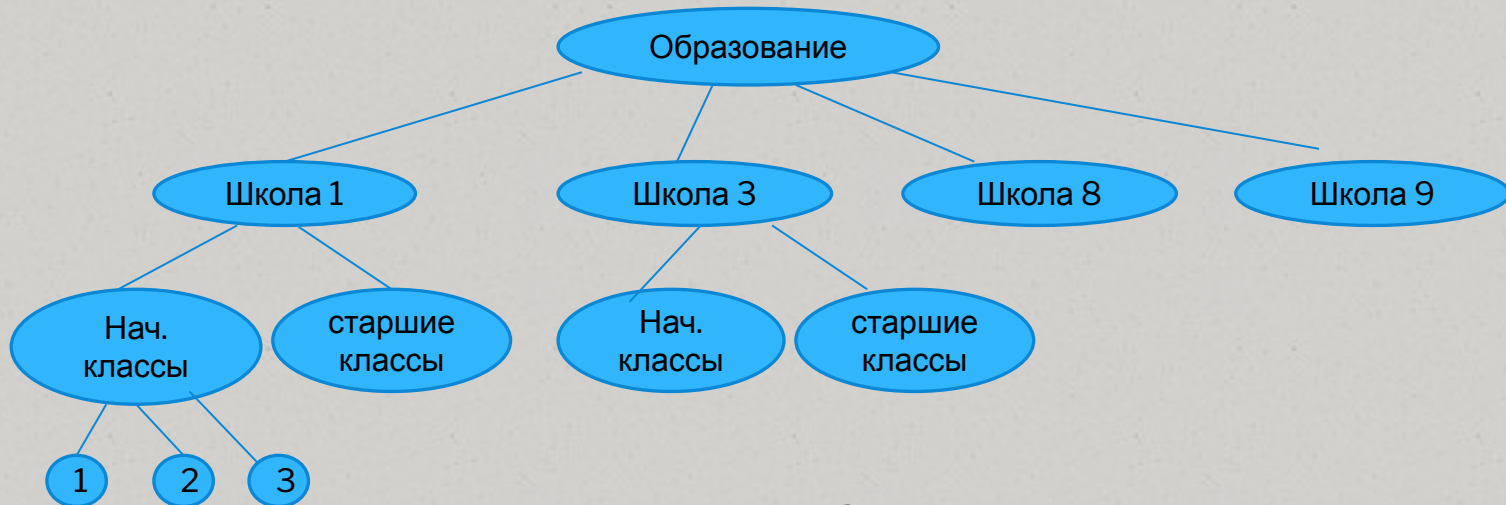 Образование
Школа 1
Школа 3
Школа 8
Школа 9
Нач.
классы
старшие
классы
Нач.
классы
старшие
классы
1
2
3